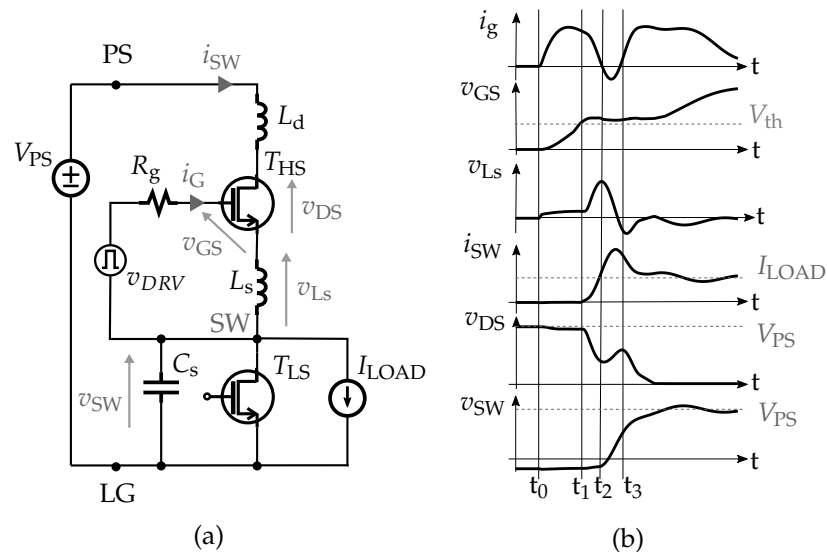 PS
i_SW
L_d
V_PS
R_g
i_G
T_HS
v_DS
v_GS
v_DRV
L_s
v_Ls
SW
C_s
T_LS
I_LOAD
v_SW
LG
(a)
i_g
t
v_GS
V_th
t
v_Ls
t
i_SW
I_LOAD
t
v_DS
V_PS
t
v_SW
V_PS
t
t_0 t_1 t_2 t_3
(b)